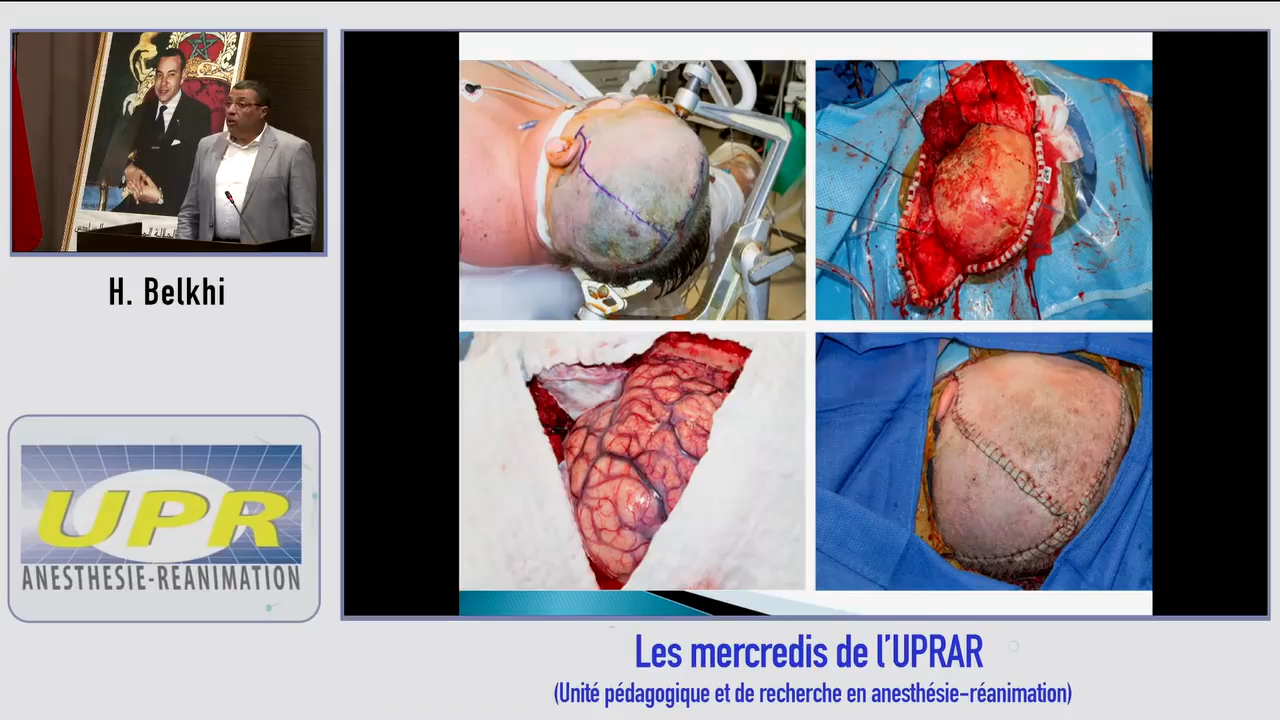 H. Belkhi
UPR
ANESTHESIE-REANIMATION
Les mercredis de l'UPRAR
(Unité pédagogique et de recherche en anesthésie-réanimation)